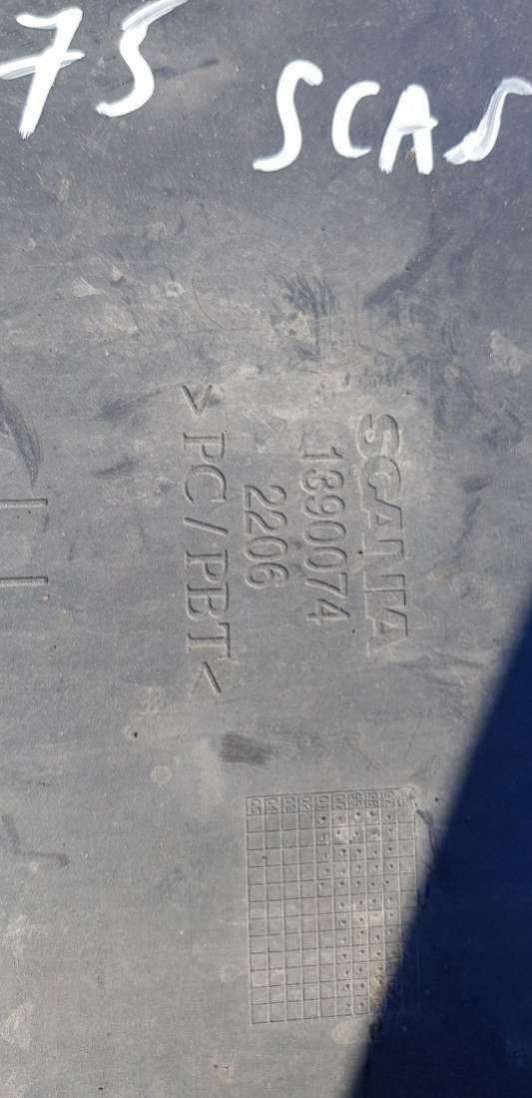 75 SCAS
SCANIA
1390074
2206
>PC/PBT<